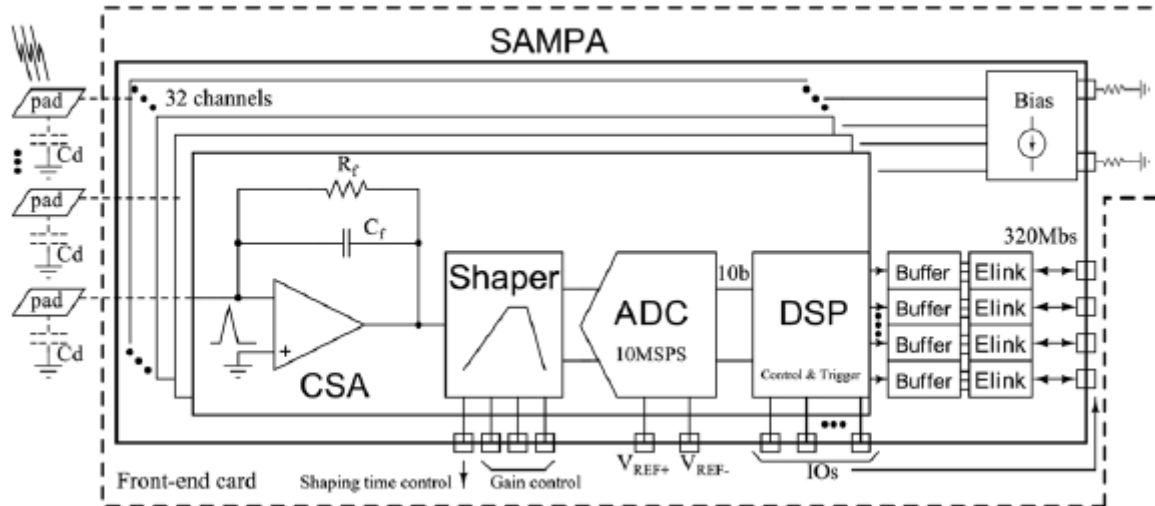 SAMPA
pad
32 channels
Bias
Cd
Rf
pad
Cf
320Mbs
Cd
Shaper
10b
Buffer
Elink
pad
ADC
DSP
Buffer
Elink
10MSPS
Buffer
Elink
Cd
+
CSA
Control & Trigger
Buffer
Elink
VREF+
VREF-
IOs
Front-end card
Shaping time control
Gain control